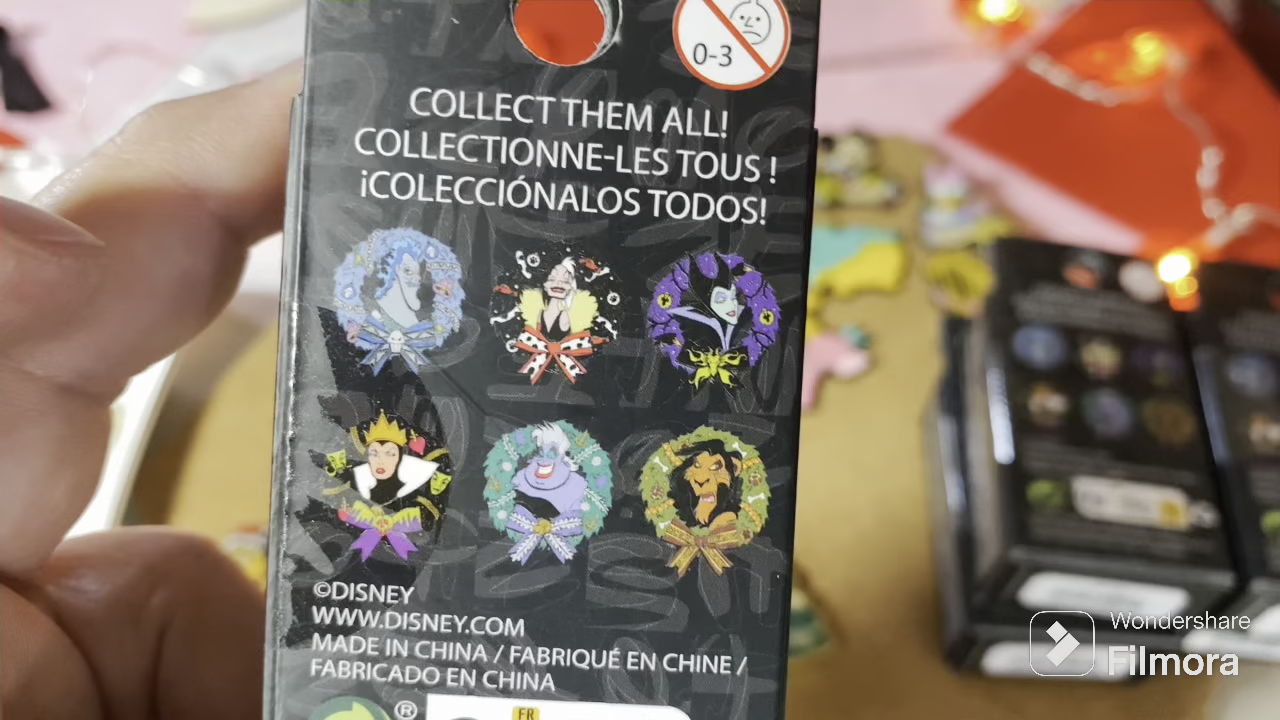 0-3
COLLECT THEM ALL!
COLLECTIONNE-LES TOUS !
¡COLECCIÓNALOS TODOS!
©DISNEY
WWW.DISNEY.COM
MADE IN CHINA / FABRIQUÉ EN CHINE /
FABRICADO EN CHINA
®
FR
Wondershare
Filmora